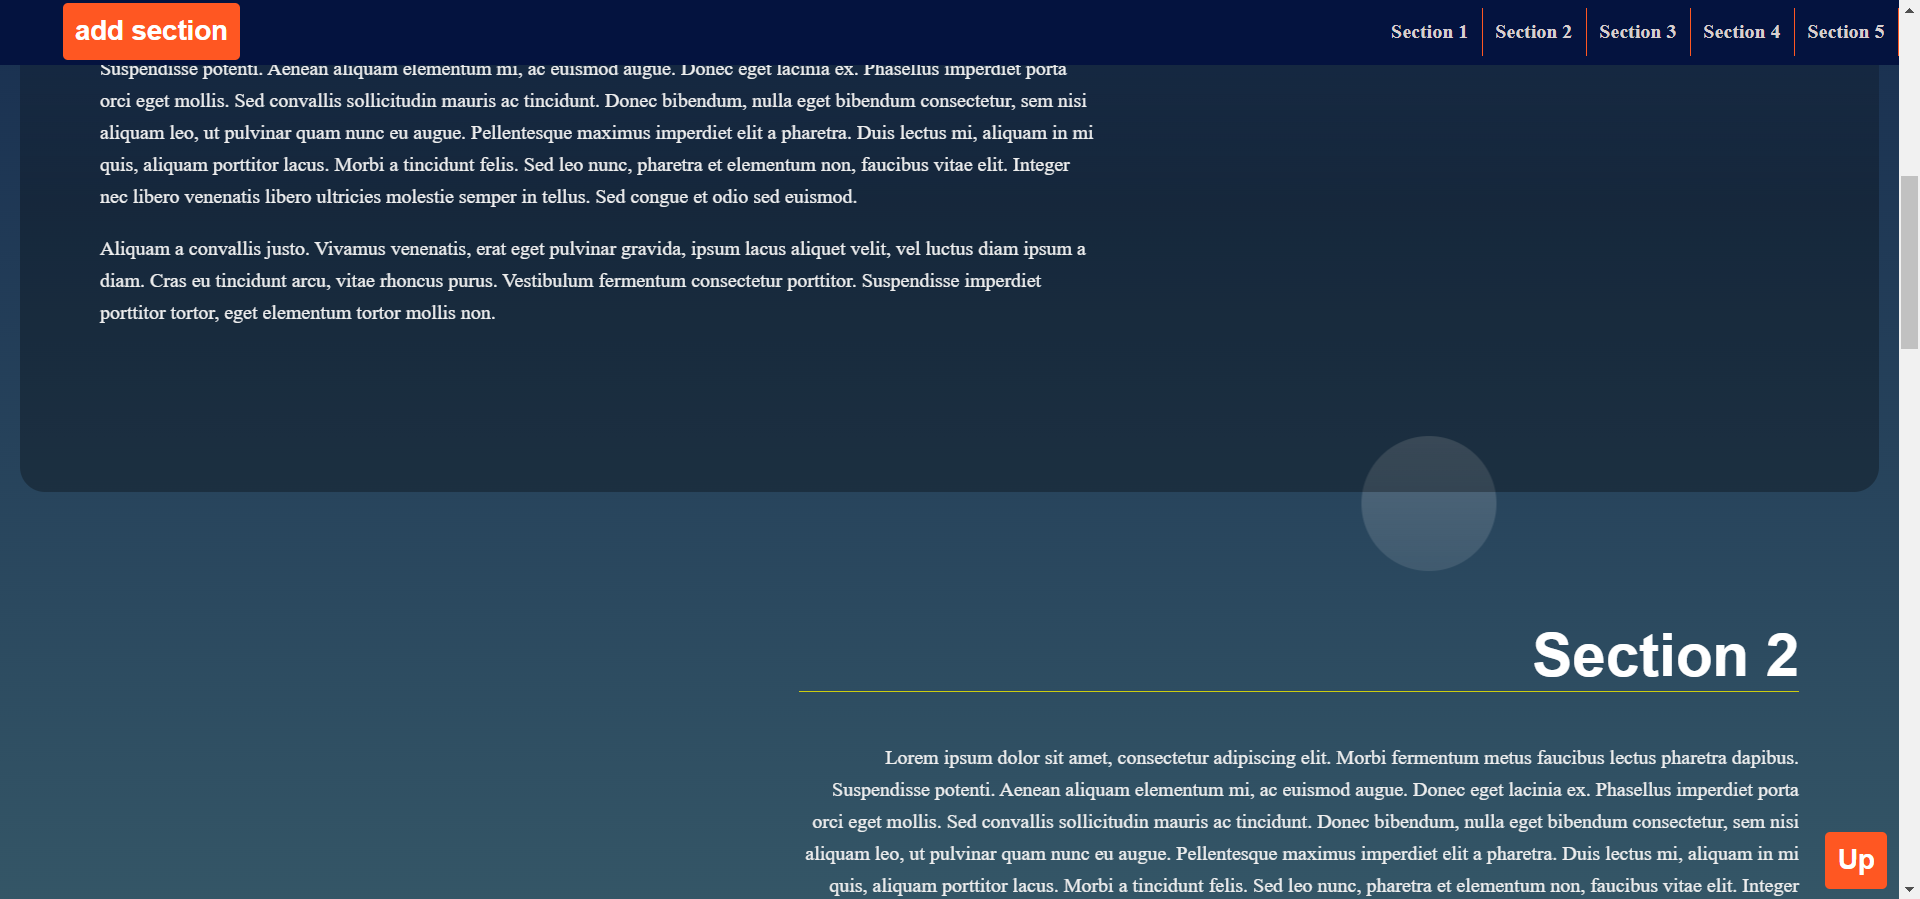 add section
Section 1
Section 2
Section 3
Section 4
Section 5
Suspendisse potenti. Aenean aliquam elementum mi, ac euismod augue. Donec eget lacinia ex. Phasellus imperdiet porta
orci eget mollis. Sed convallis sollicitudin mauris ac tincidunt. Donec bibendum, nulla eget bibendum consectetur, sem nisi
aliquam leo, ut pulvinar quam nunc eu augue. Pellentesque maximus imperdiet elit a pharetra. Duis lectus mi, aliquam in mi
quis, aliquam porttitor lacus. Morbi a tincidunt felis. Sed leo nunc, pharetra et elementum non, faucibus vitae elit. Integer
nec libero venenatis libero ultricies molestie semper in tellus. Sed congue et odio sed euismod.
Aliquam a convallis justo. Vivamus venenatis, erat eget pulvinar gravida, ipsum lacus aliquet velit, vel luctus diam ipsum a
diam. Cras eu tincidunt arcu, vitae rhoncus purus. Vestibulum fermentum consectetur porttitor. Suspendisse imperdiet
porttitor tortor, eget elementum tortor mollis non.
Section 2
Lorem ipsum dolor sit amet, consectetur adipiscing elit. Morbi fermentum metus faucibus lectus pharetra dapibus.
Suspendisse potenti. Aenean aliquam elementum mi, ac euismod augue. Donec eget lacinia ex. Phasellus imperdiet porta
orci eget mollis. Sed convallis sollicitudin mauris ac tincidunt. Donec bibendum, nulla eget bibendum consectetur, sem nisi
aliquam leo, ut pulvinar quam nunc eu augue. Pellentesque maximus imperdiet elit a pharetra. Duis lectus mi, aliquam in mi
quis, aliquam porttitor lacus. Morbi a tincidunt felis. Sed leo nunc, pharetra et elementum non, faucibus vitae elit. Integer
Up